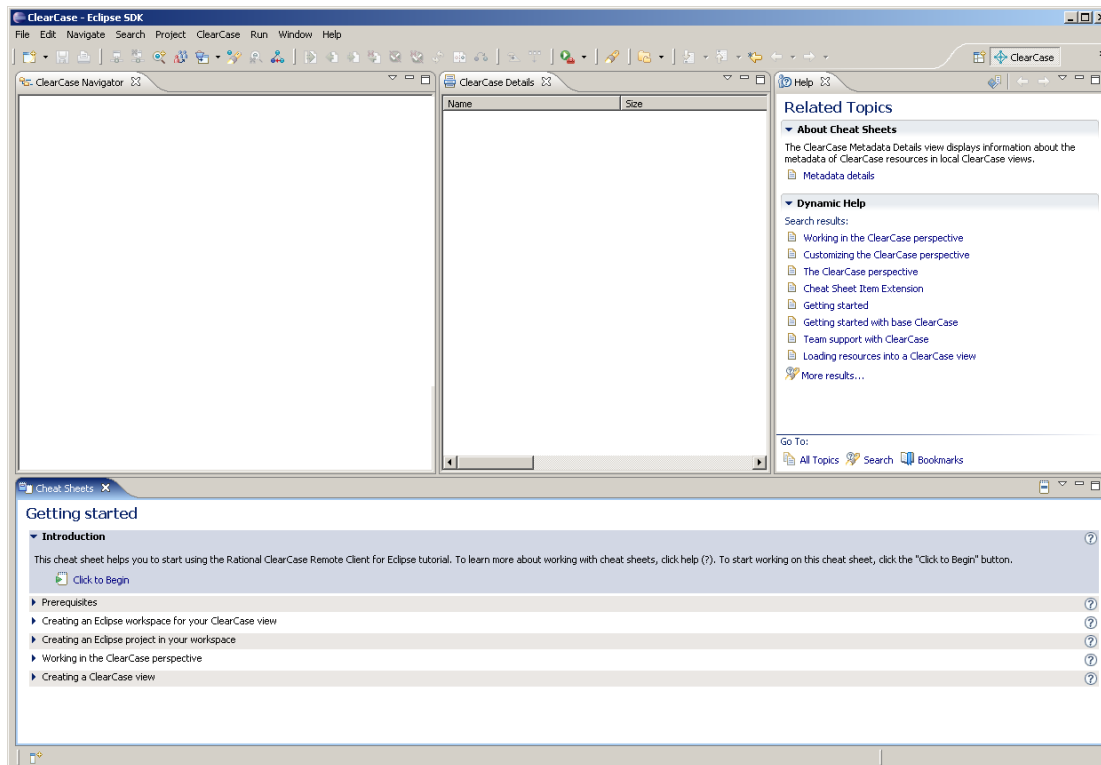 ClearCase - Eclipse SDK
File Edit Navigate Search Project ClearCase Run Window Help
ClearCase
ClearCase Navigator
ClearCase Details
Name Size
Help
Related Topics
About Cheat Sheets
The ClearCase Metadata Details view displays information about the
metadata of ClearCase resources in local ClearCase views.
Metadata details
Dynamic Help
Search results:
Working in the ClearCase perspective
Customizing the ClearCase perspective
The ClearCase perspective
Cheat Sheet Item Extension
Getting started
Getting started with base ClearCase
Team support with ClearCase
Loading resources into a ClearCase view
More results...
Go To:
All Topics Search Bookmarks
Cheat Sheets
Getting started
Introduction
This cheat sheet helps you to start using the Rational ClearCase Remote Client for Eclipse tutorial. To learn more about working with cheat sheets, click help (?). To start working on this cheat sheet, click the "Click to Begin" button.
Click to Begin
Prerequisites
Creating an Eclipse workspace for your ClearCase view
Creating an Eclipse project in your workspace
Working in the ClearCase perspective
Creating a ClearCase view